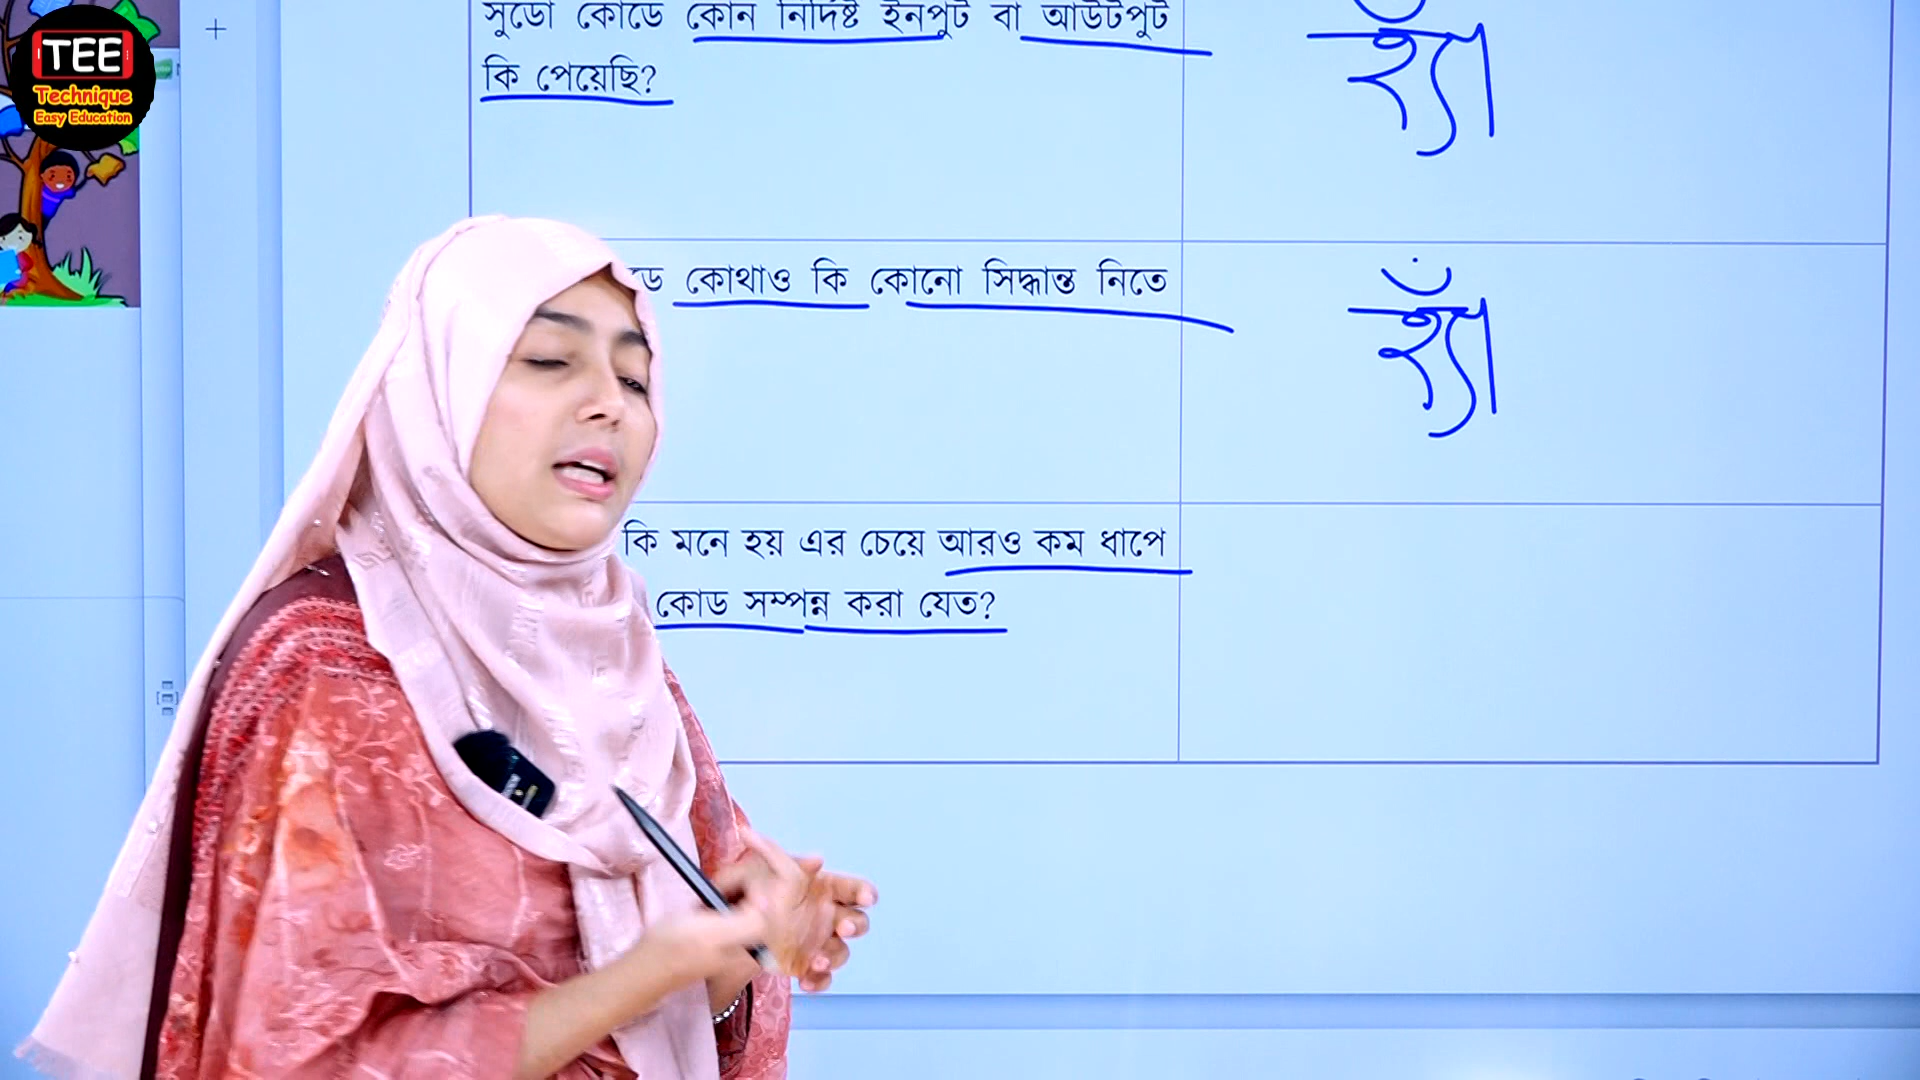 TEE
Technique
Easy Education
সুডো কোডে কোন নির্দিষ্ট ইনপুট বা আউটপুট
কি পেয়েছি?
হ্যাঁ
কোথাও কি কোনো সিদ্ধান্ত নিতে
হ্যাঁ
কি মনে হয় এর চেয়ে আরও কম ধাপে
কোড সম্পন্ন করা যেত?